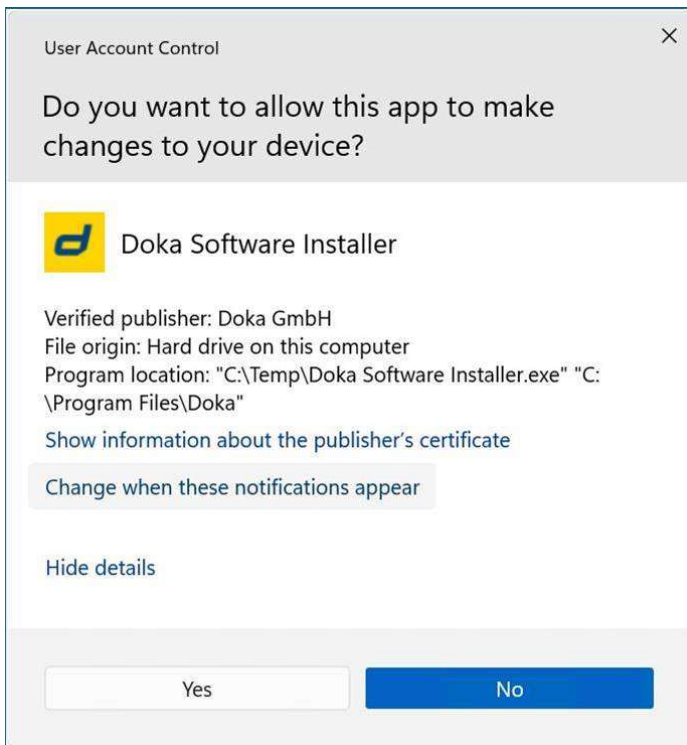 User Account Control
Do you want to allow this app to make
changes to your device?
d Doka Software Installer
Verified publisher: Doka GmbH
File origin: Hard drive on this computer
Program location: "C:\Temp\Doka Software Installer.exe" "C:
\Program Files\Doka"
Show information about the publisher's certificate
Change when these notifications appear
Hide details
Yes No